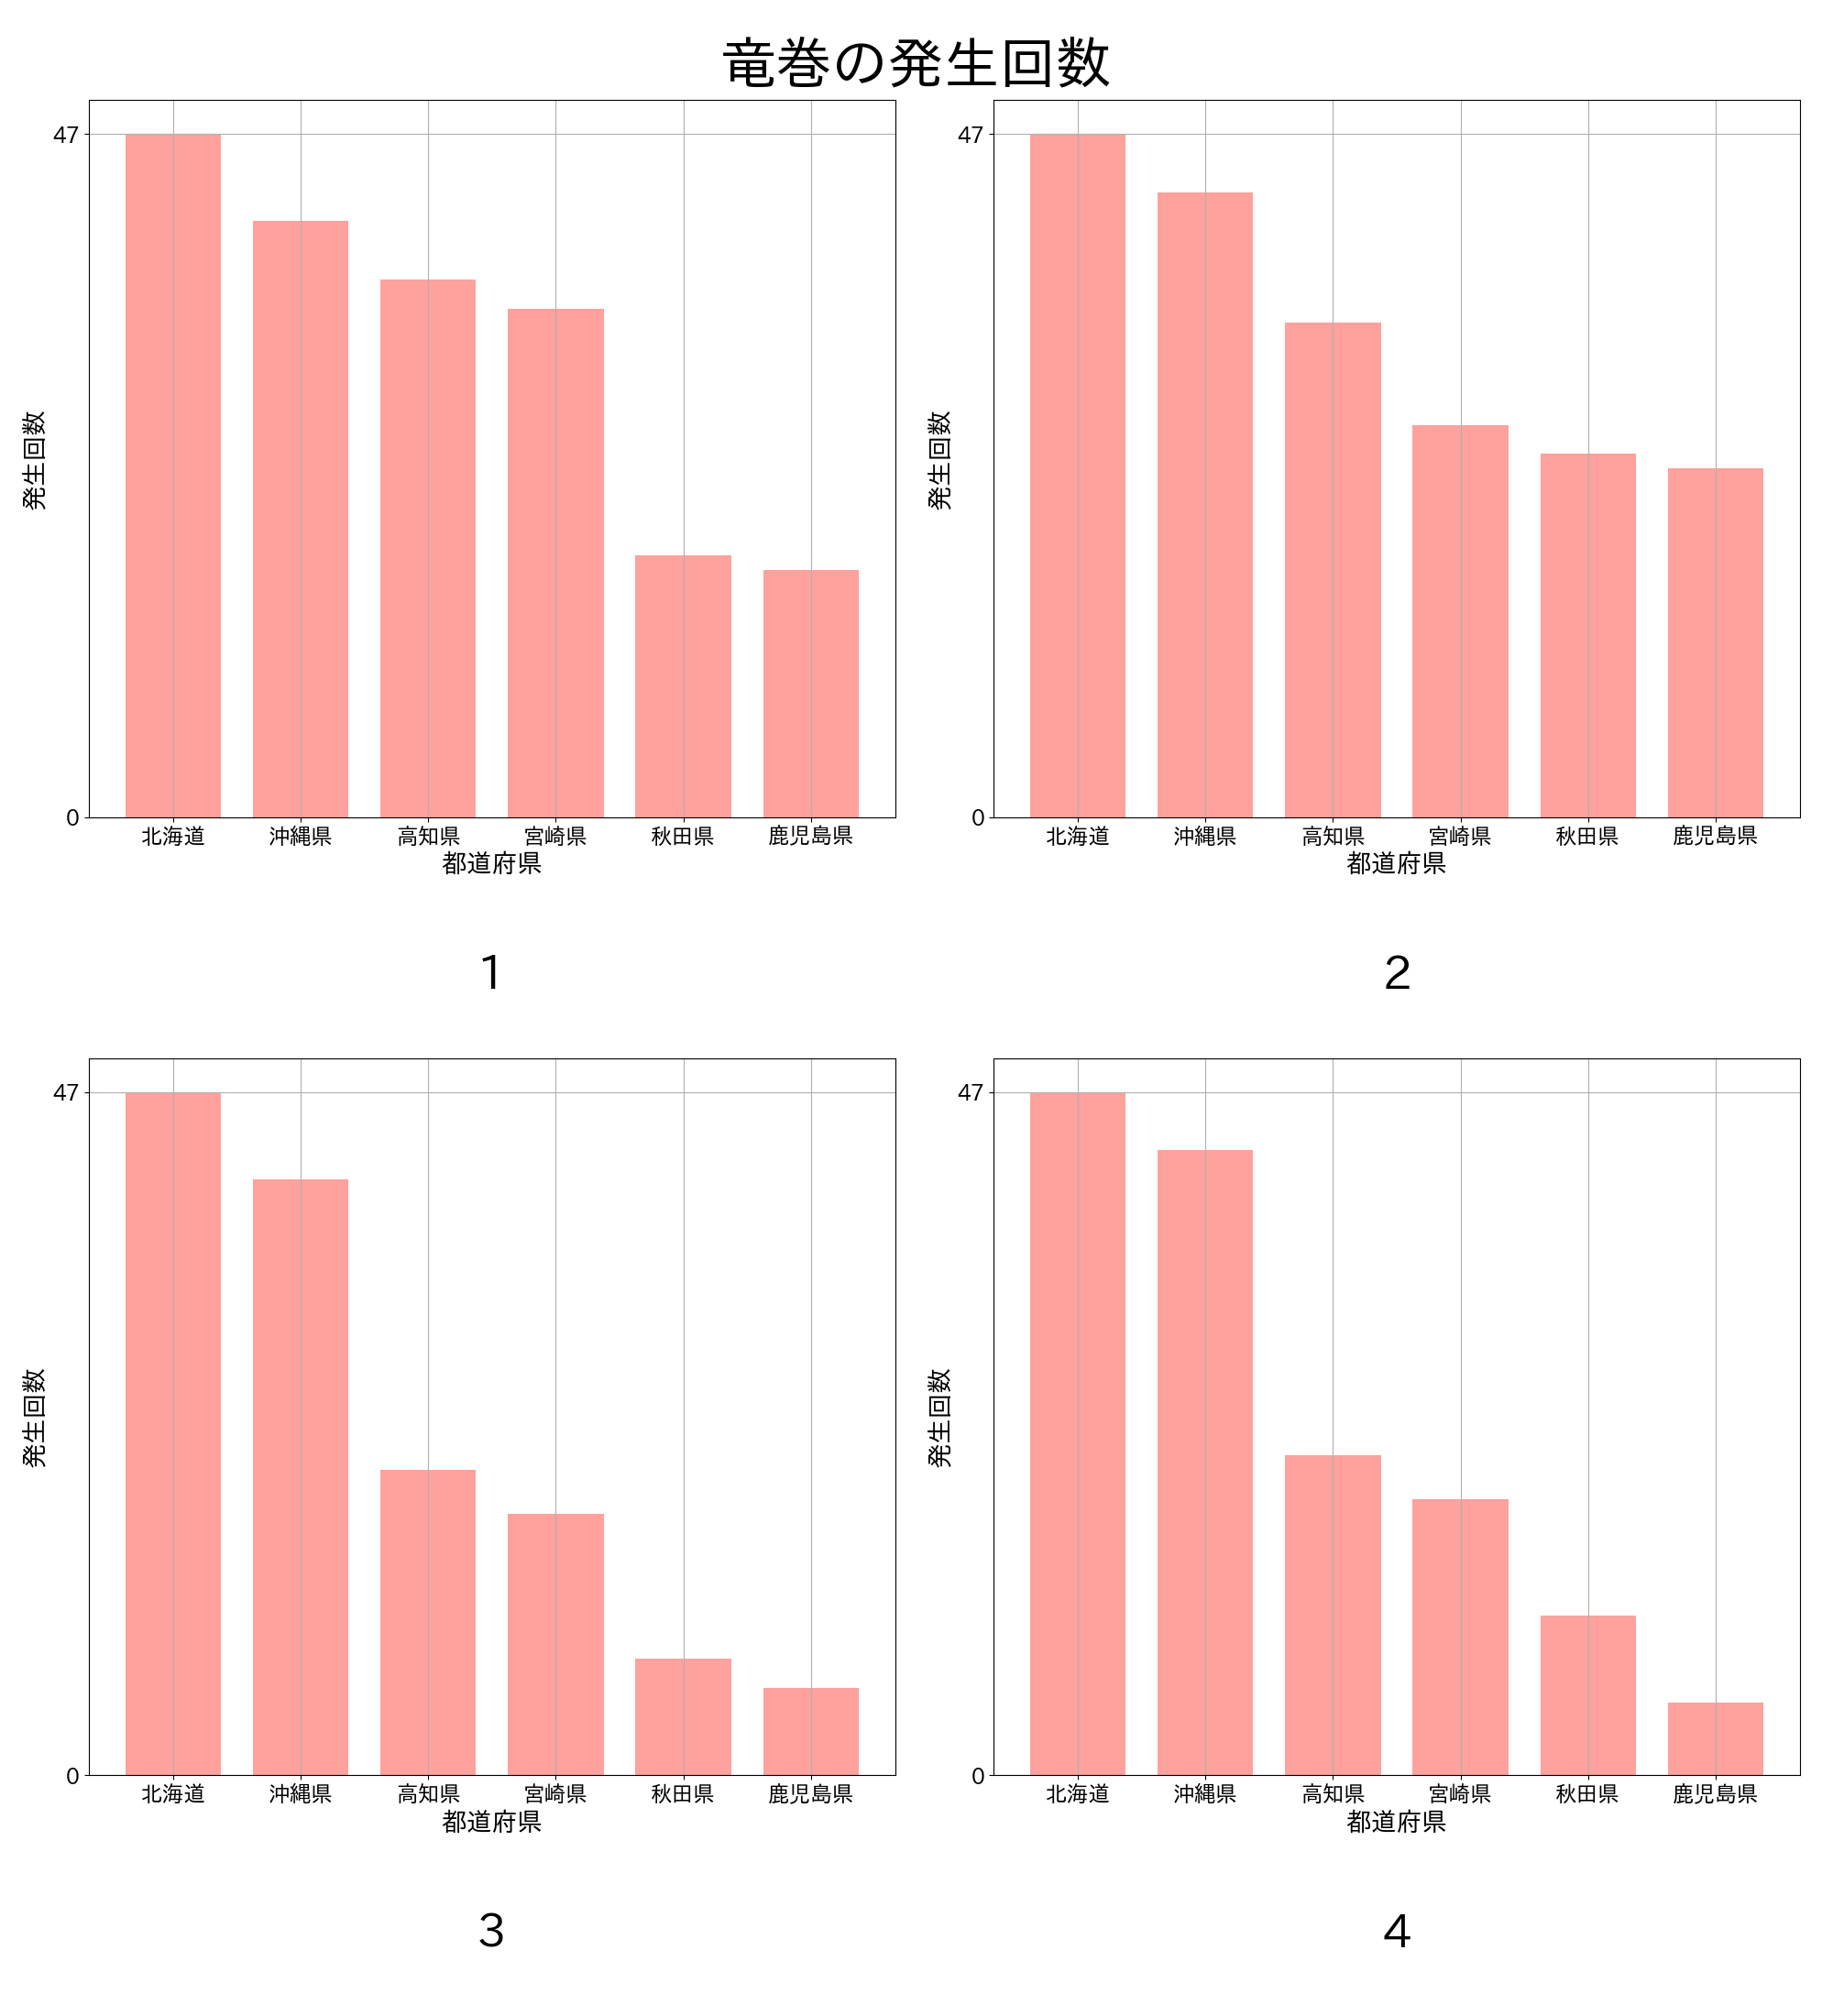 竜巻の発生回数
47
0
発生回数
北海道 沖縄県 高知県 宮崎県 秋田県 鹿児島県
都道府県
1
47
0
発生回数
北海道 沖縄県 高知県 宮崎県 秋田県 鹿児島県
都道府県
2
47
0
発生回数
北海道 沖縄県 高知県 宮崎県 秋田県 鹿児島県
都道府県
3
47
0
発生回数
北海道 沖縄県 高知県 宮崎県 秋田県 鹿児島県
都道府県
4